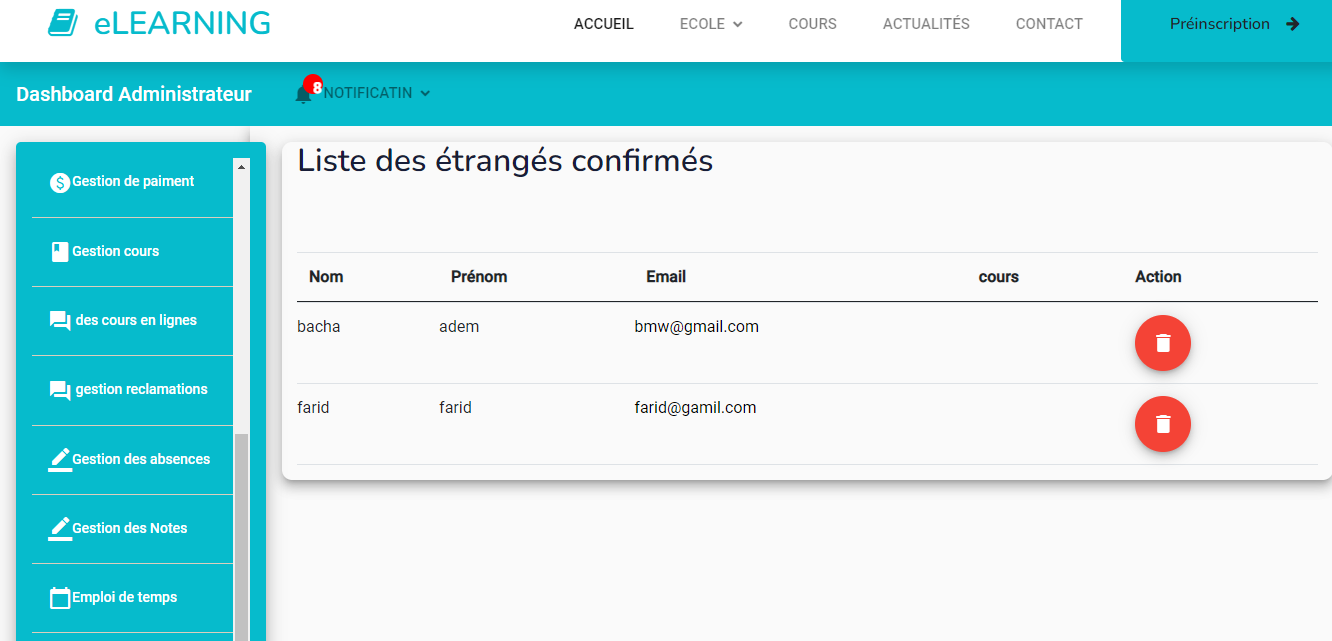 eLEARNING
ACCUEIL ECOLE COURS ACTUALITÉS CONTACT Préinscription
Dashboard Administrateur 8 NOTIFICATIN
Gestion de paiment
Gestion cours
des cours en lignes
gestion reclamations
Gestion des absences
Gestion des Notes
Emploi de temps
Liste des étrangés confirmés
Nom Prénom Email cours Action
bacha adem bmw@gmail.com
farid farid farid@gamil.com